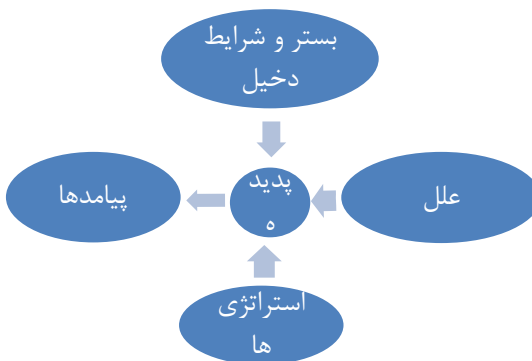 بستر و شرایط
دخیل
علل
پدید
ه
پیامدها
استراتژی
ها